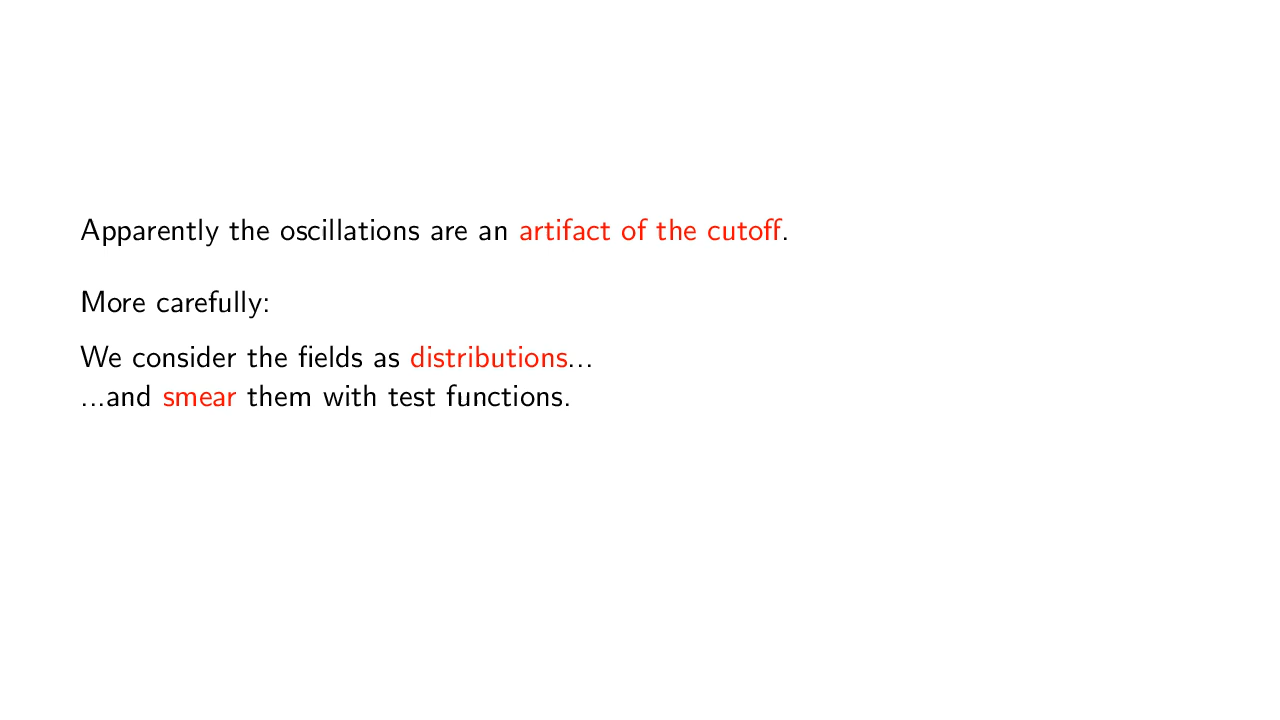 Apparently the oscillations are an artifact of the cutoff.
More carefully:
We consider the fields as distributions...
...and smear them with test functions.